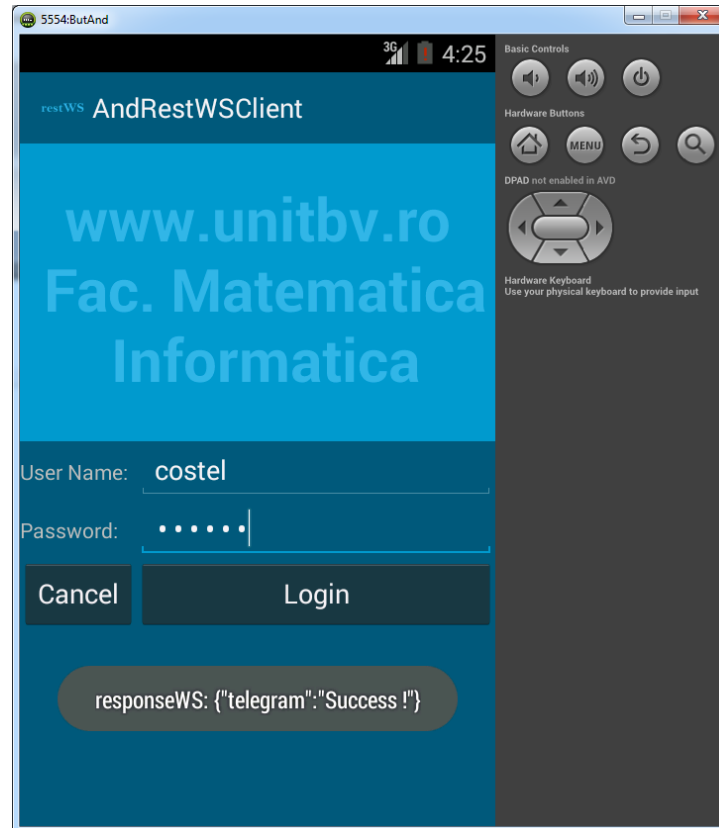 5554:ButAnd
3G 4:25
restWS AndRestWSClient
www.unitbv.ro
Fac. Matematica
Informatica
User Name: costel
Password: ••••••
Cancel Login
responseWS: {"telegram":"Success !"}
Basic Controls
Hardware Buttons
MENU
DPAD not enabled in AVD
Hardware Keyboard
Use your physical keyboard to provide input